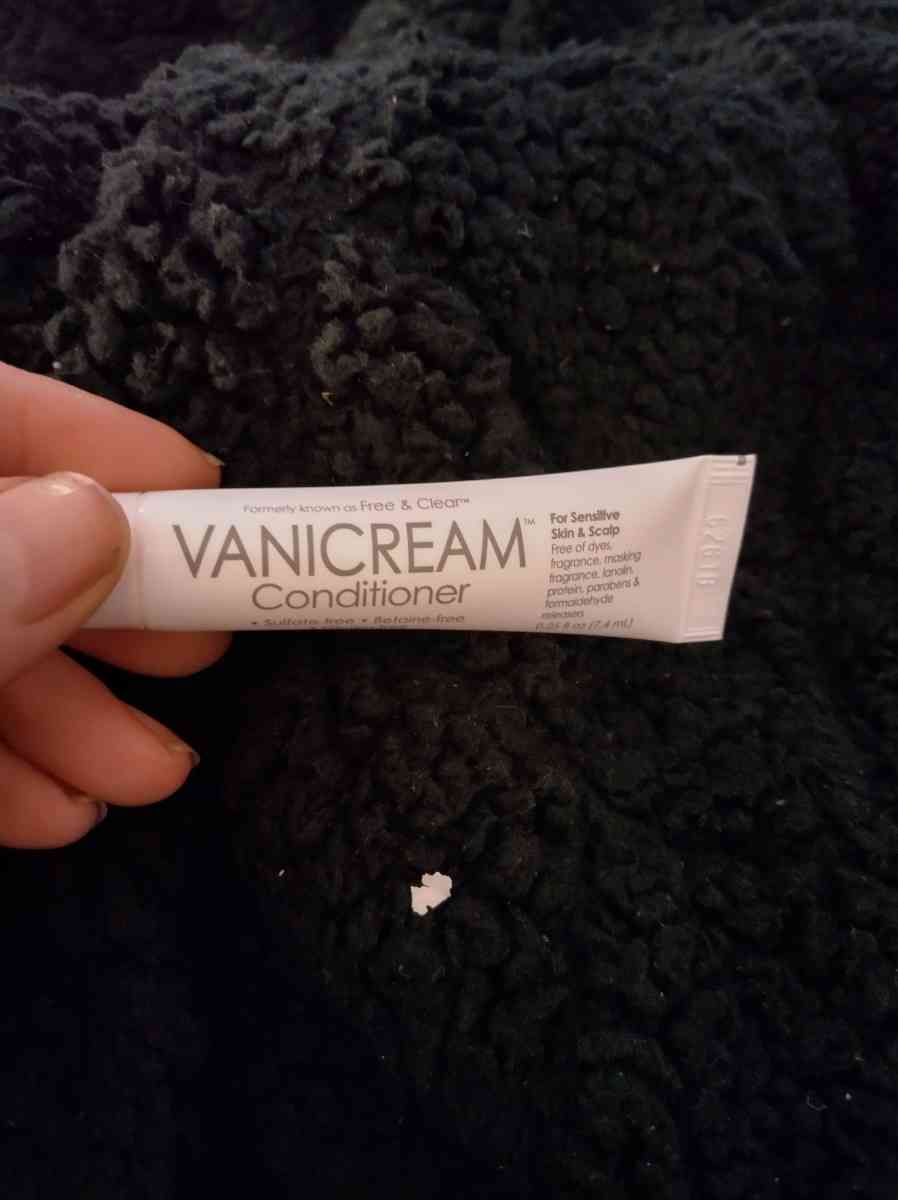 Formerly known as Free & Clear™
VANICREAM™
Conditioner
• Sulfate-free • Betaine-free
For Sensitive
Skin & Scalp
Free of dyes,
fragrance, masking
fragrance, lanolin,
protein, parabens &
formaldehyde
releasers
0.25 fl oz (7.4 mL)